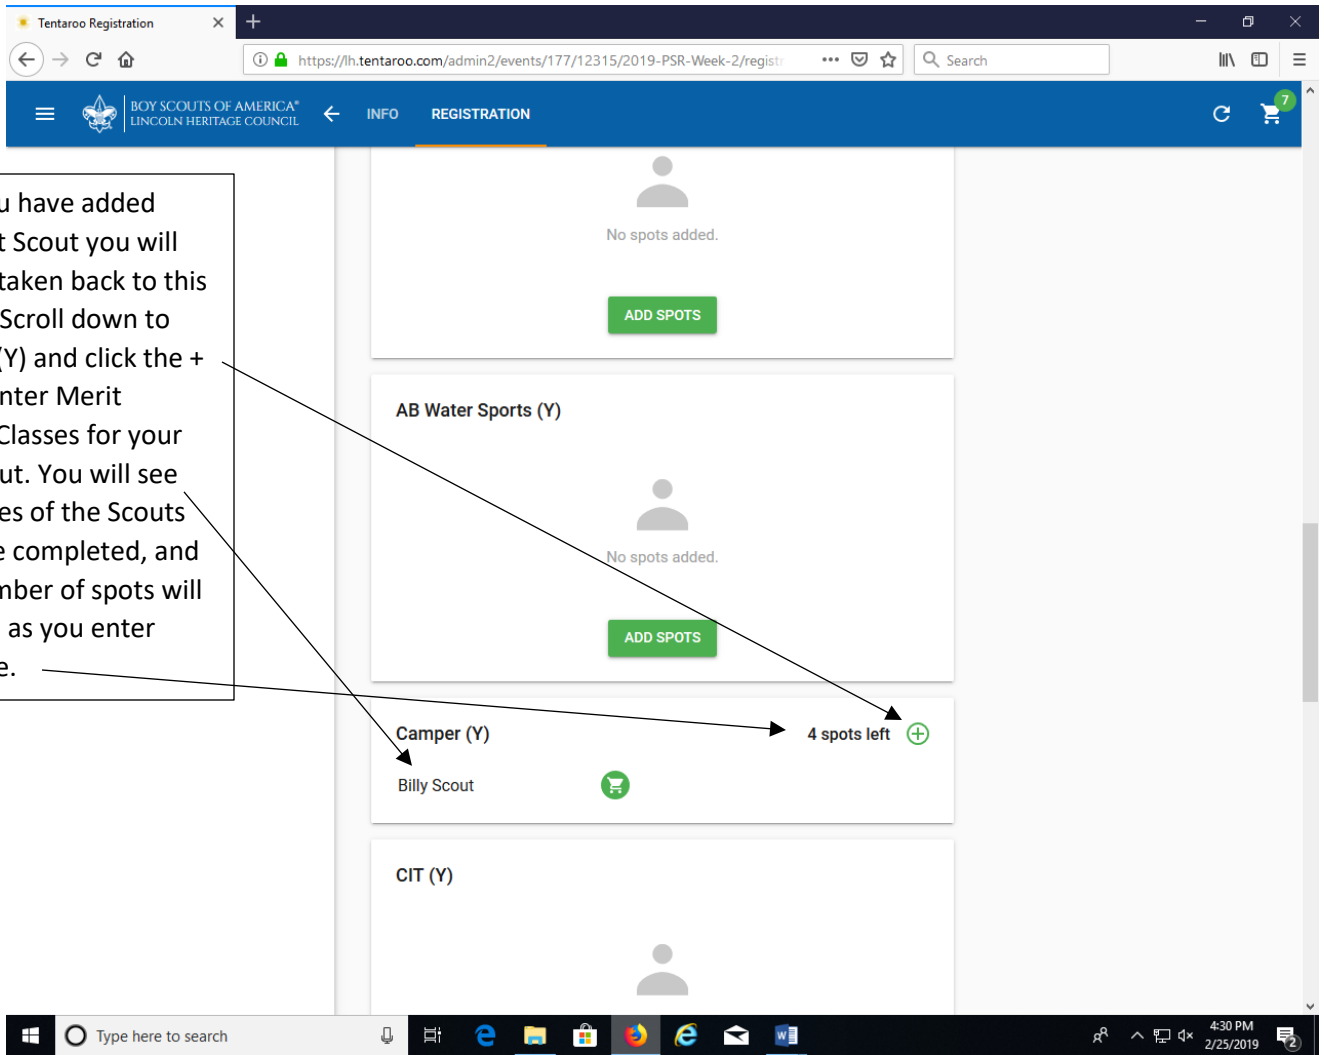 Tentaroo Registration
https://lh.tentaroo.com/admin2/events/177/12315/2019-PSR-Week-2/regist
Search
BOY SCOUTS OF AMERICA®
LINCOLN HERITAGE COUNCIL
INFO REGISTRATION
7
No spots added.
ADD SPOTS
u have added
t Scout you will
taken back to this
Scroll down to
(Y) and click the +
nter Merit
Classes for your
ut. You will see
es of the Scouts
e completed, and
mber of spots will
as you enter
e.
AB Water Sports (Y)
No spots added.
ADD SPOTS
Camper (Y) 4 spots left
Billy Scout
CIT (Y)
Type here to search
4:30 PM
2/25/2019
2